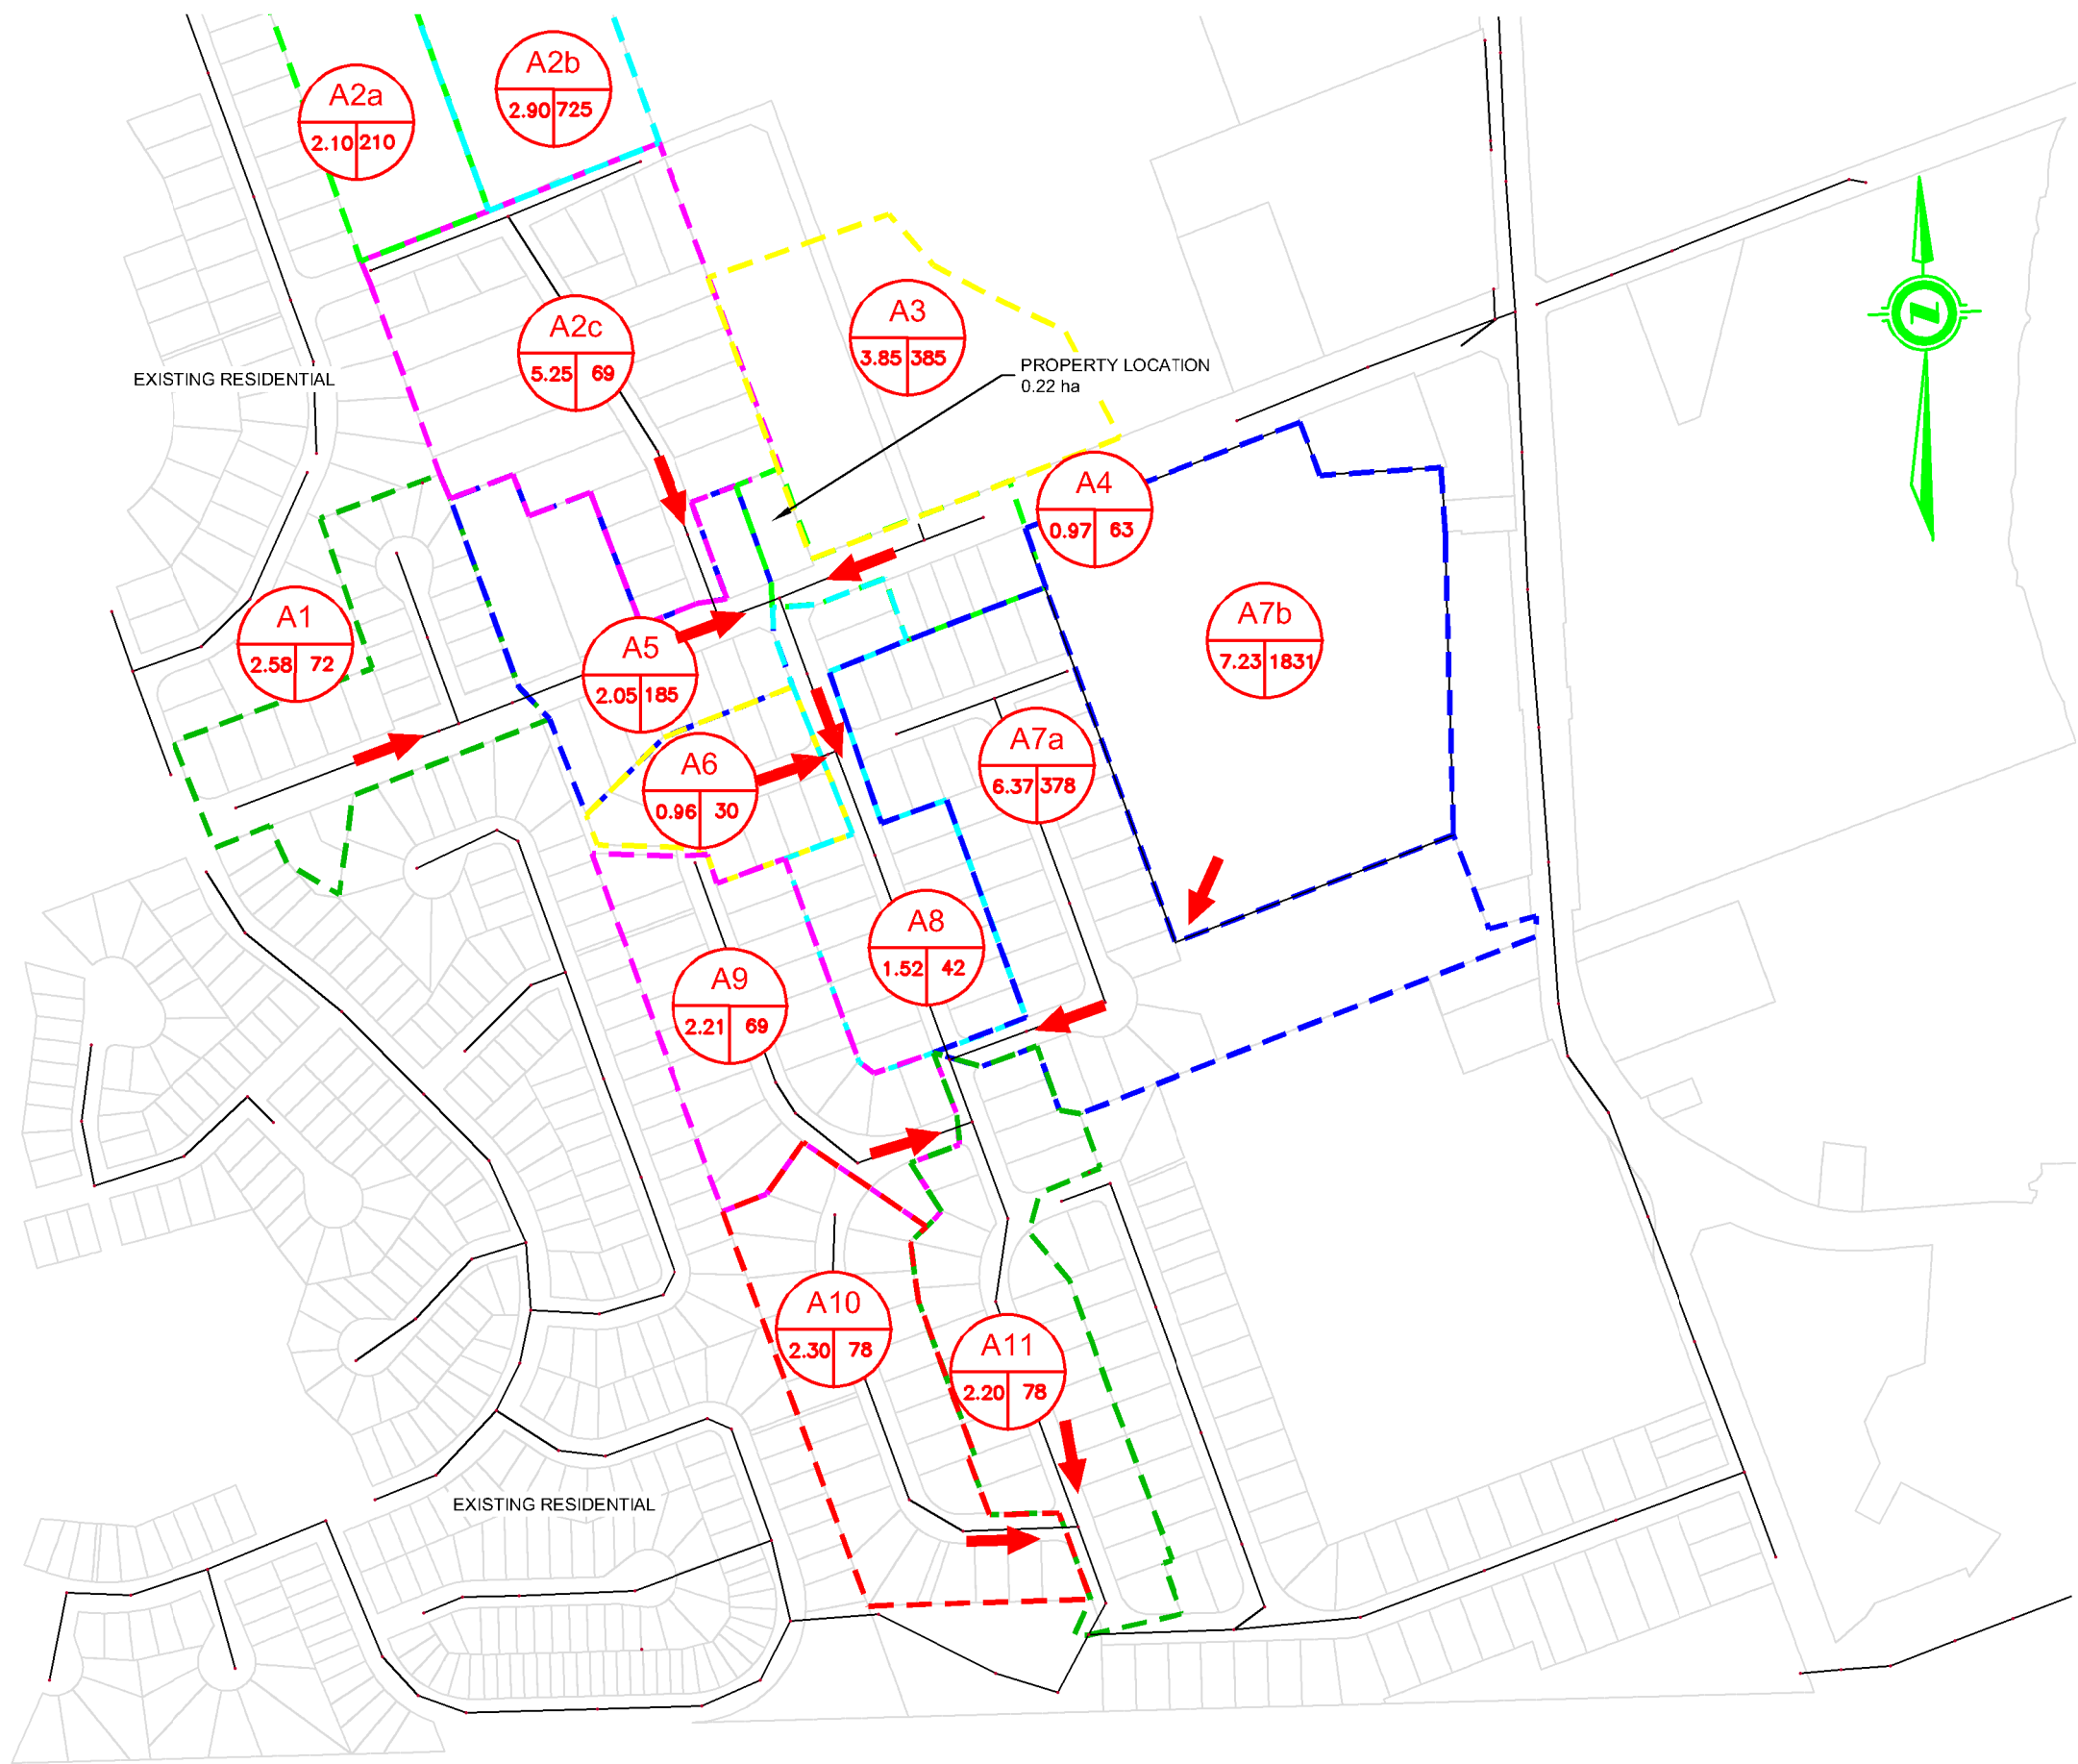 A2b
2.90 725
A2a
2.10 210
A2c
5.25 69
A3
3.85 385
PROPERTY LOCATION
0.22 ha
EXISTING RESIDENTIAL
A4
0.97 63
A1
2.58 72
A5
2.05 185
A7b
7.23 1831
A6
0.96 30
A7a
6.37 378
A8
1.52 42
A9
2.21 69
A10
2.30 78
A11
2.20 78
EXISTING RESIDENTIAL
N